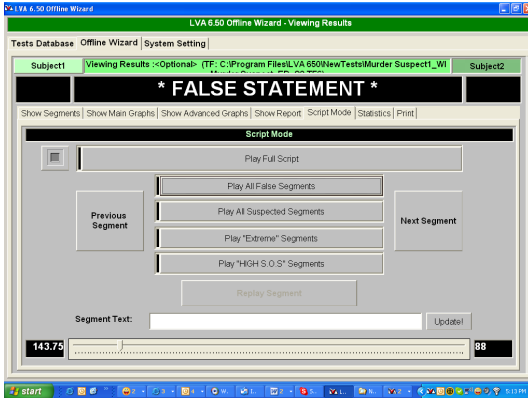 LVA 6.50 Offline Wizard
LVA 6.50 Offline Wizard - Viewing Results
Tests Database Offline Wizard System Setting
Subject1 Viewing Results :<Optional> (TF: C:\Program Files\LVA 650\NewTests\Murder Suspect1_WI Subject2
* FALSE STATEMENT *
Show Segments Show Main Graphs Show Advanced Graphs Show Report Script Mode Statistics Print
Script Mode
Play Full Script
Play All False Segments
Previous Segment
Play All Suspected Segments
Next Segment
Play "Extreme" Segments
Play "HIGH S.O.S" Segments
Replay Segment
Segment Text: Update!
143.75 88
start 5:13 PM